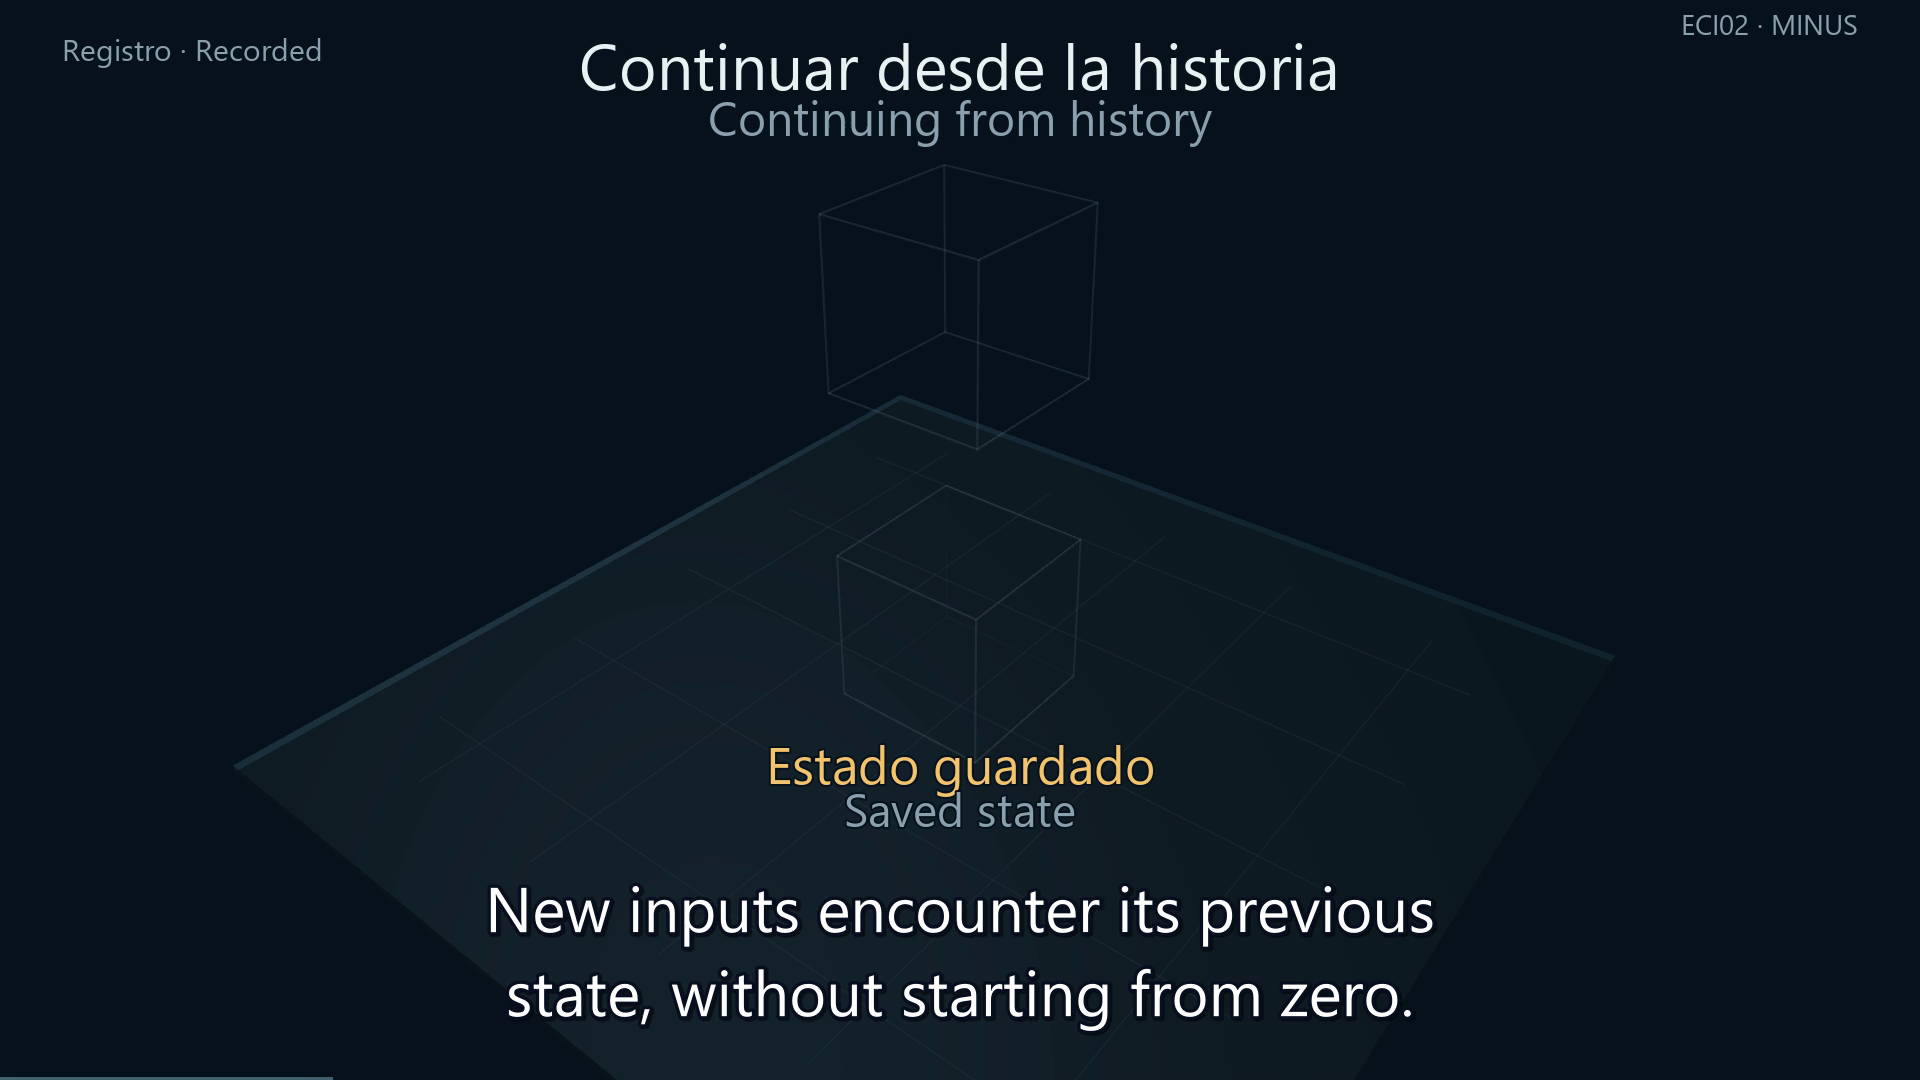 Registro · Recorded
ECI02 · MINUS
Continuar desde la historia
Continuing from history
Estado guardado
Saved state
New inputs encounter its previous
state, without starting from zero.